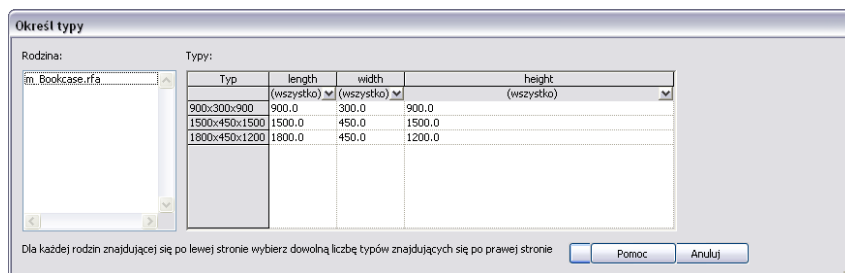 Określ typy
Rodzina:
Typy:
m_Bookcase.rfa
Typ length width height
(wszystko) (wszystko) (wszystko)
900x300x900 900.0 300.0 900.0
1500x450x1500 1500.0 450.0 1500.0
1800x450x1200 1800.0 450.0 1200.0
Dla każdej rodzin znajdującej się po lewej stronie wybierz dowolną liczbę typów znajdujących się po prawej stronie
Pomoc Anuluj